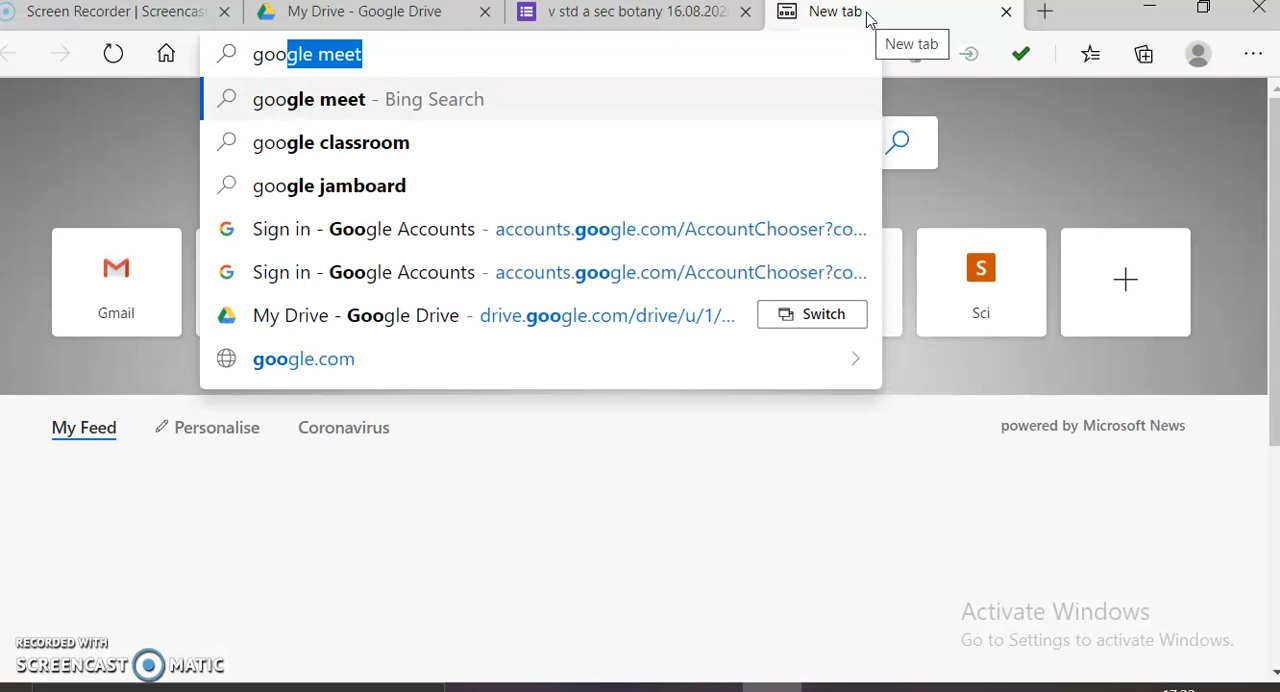 Screen Recorder | Screencas
My Drive - Google Drive
v std a sec botany 16.08.202
New tab
New tab
google meet
google meet - Bing Search
google classroom
google jamboard
Sign in - Google Accounts - accounts.google.com/AccountChooser?co...
Sign in - Google Accounts - accounts.google.com/AccountChooser?co...
My Drive - Google Drive - drive.google.com/drive/u/1/...
Switch
google.com
Gmail
S
Sci
My Feed
Personalise
Coronavirus
powered by Microsoft News
Activate Windows
Go to Settings to activate Windows.
RECORDED WITH
SCREENCAST MATIC